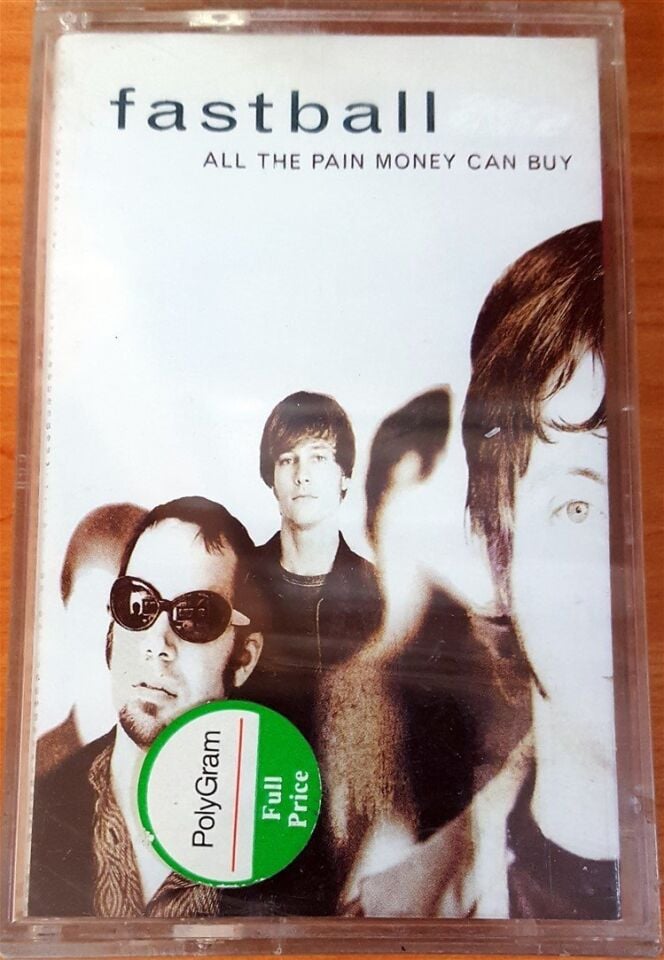 fastball
ALL THE PAIN MONEY CAN BUY
PolyGram
Full
Price